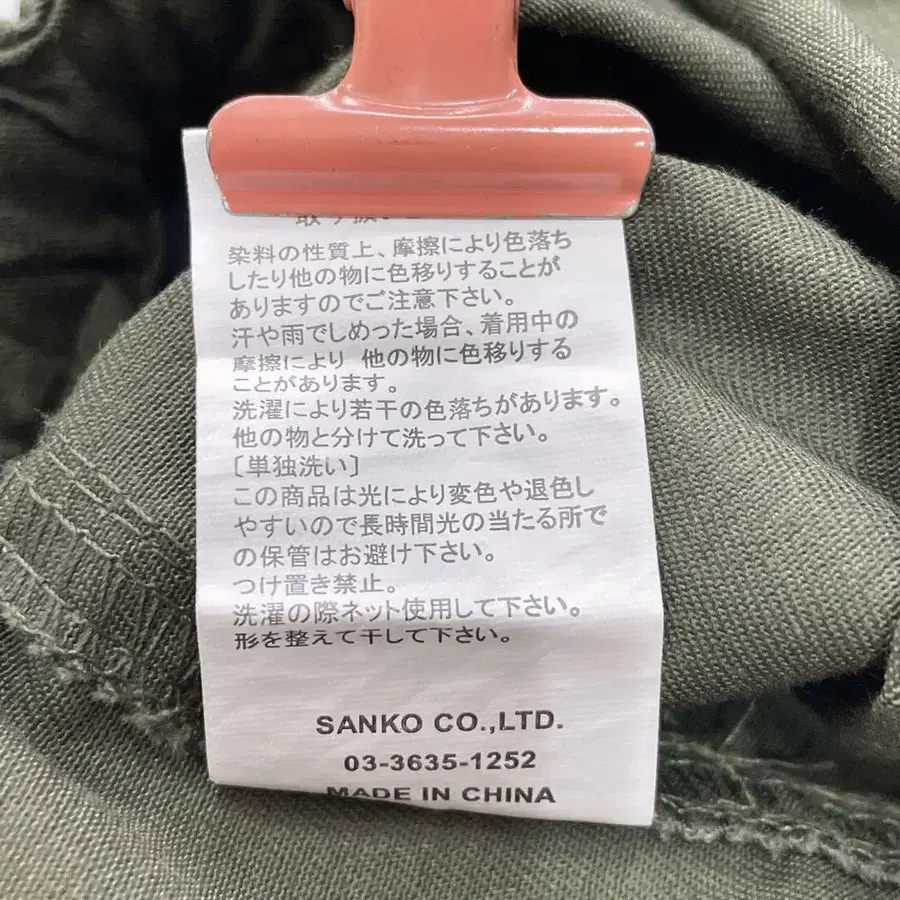 染料の性質上、摩擦により色落ち
したり他の物に色移りすることが
ありますのでご注意下さい。
汗や雨でしめった場合、着用中の
摩擦により 他の物に色移りする
ことがあります。
洗濯により若干の色落ちがあります。
他の物と分けて洗って下さい。
［単独洗い］
この商品は光により変色や退色し
やすいので長時間光の当たる所で
の保管はお避け下さい。
つけ置き禁止。
洗濯の際ネット使用して下さい。
形を整えて干して下さい。
SANKO CO.,LTD.
03-3635-1252
MADE IN CHINA